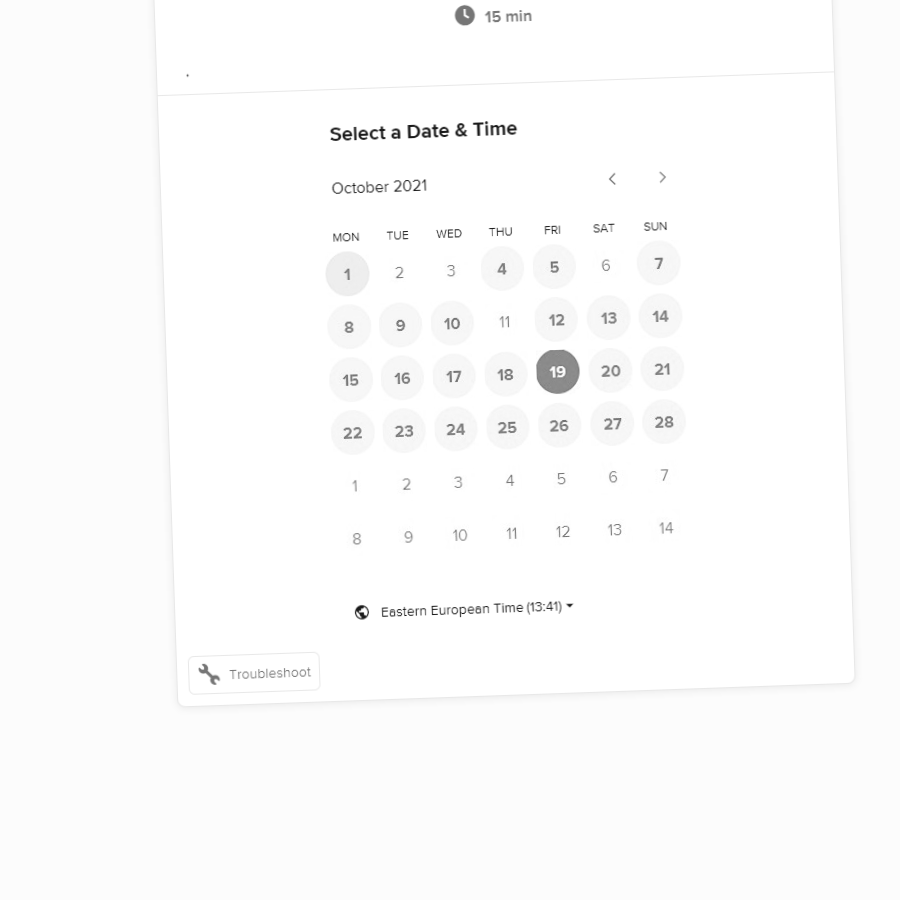 15 min
.
Select a Date & Time
October 2021
MON TUE WED THU FRI SAT SUN
1 2 3 4 5 6 7
8 9 10 11 12 13 14
15 16 17 18 19 20 21
22 23 24 25 26 27 28
1 2 3 4 5 6 7
8 9 10 11 12 13 14
Eastern European Time (13:41)
Troubleshoot